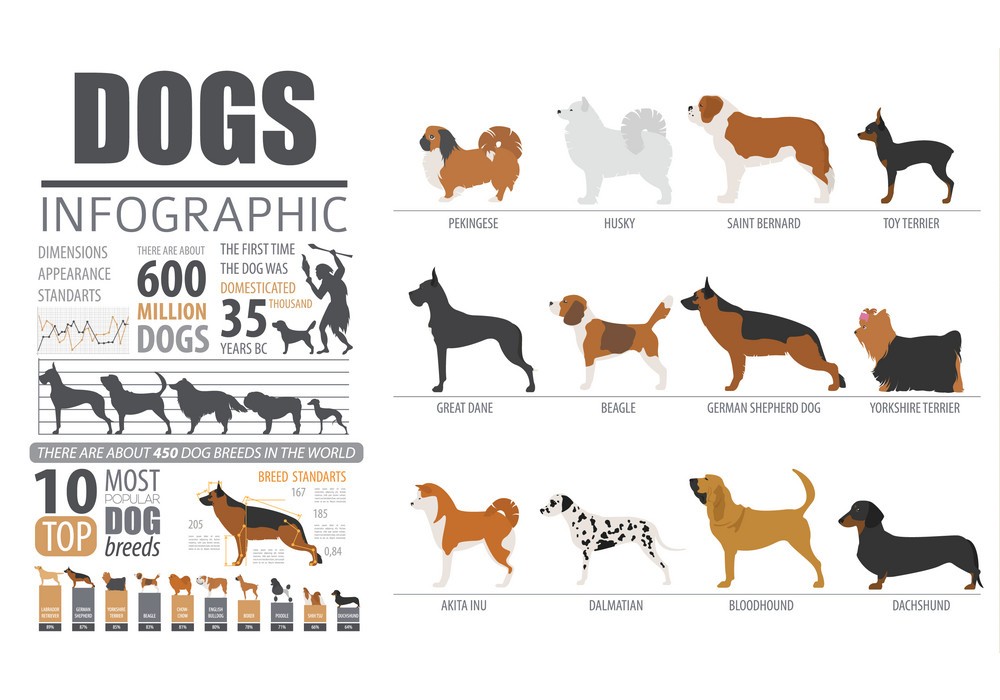 DOGS
INFOGRAPHIC
DIMENSIONS
APPEARANCE
STANDARTS
THERE ARE ABOUT
600
MILLION
DOGS
THE FIRST TIME
THE DOG WAS
DOMESTICATED
35 THOUSAND
YEARS BC
THERE ARE ABOUT 450 DOG BREEDS IN THE WORLD
10
TOP
MOST
POPULAR
DOG
breeds
BREED STANDARTS
167
185
205
0,84
LABRADOR
RETRIEVER
89%
GERMAN
SHEPHERD
87%
YORKSHIRE
TERRIER
85%
BEAGLE
83%
CHOW
CHOW
81%
ENGLISH
BULLDOG
80%
BOXER
78%
POODLE
71%
SHIH TZU
66%
DACHSHUND
64%
PEKINGESE
HUSKY
SAINT BERNARD
TOY TERRIER
GREAT DANE
BEAGLE
GERMAN SHEPHERD DOG
YORKSHIRE TERRIER
AKITA INU
DALMATIAN
BLOODHOUND
DACHSHUND